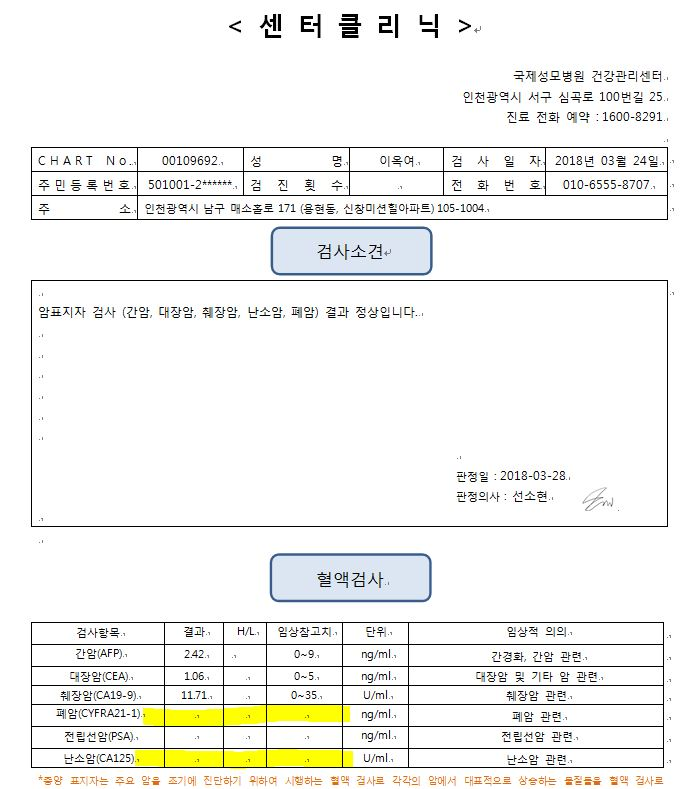 < 센 터 클 리 닉 >
국제성모병원 건강관리센터
인천광역시 서구 심곡로 100번길 25
진료 전화 예약 : 1600-8291
CHART No. 00109692 성 명 이옥여 검 사 일 자 2018년 03월 24일
주민등록번호 501001-2****** 검 진 횟 수 전 화 번 호 010-6555-8707
주 소 인천광역시 남구 매소홀로 171 (용현동, 신창미션힐아파트) 105-1004
검사소견
암표지자 검사 (간암, 대장암, 췌장암, 난소암, 폐암) 결과 정상입니다.
판정일 : 2018-03-28
판정의사 : 선소현
혈액검사
검사항목 결과 H/L 임상참고치 단위 임상적 의의
간암(AFP) 2.42 0~9 ng/ml 간경화, 간암 관련
대장암(CEA) 1.06 0~5 ng/ml 대장암 및 기타 암 관련
췌장암(CA19-9) 11.71 0~35 U/ml 췌장암 관련
폐암(CYFRA21-1) ng/ml 폐암 관련
전립선암(PSA) ng/ml 전립선암 관련
난소암(CA125) U/ml 난소암 관련
*종양 표지자는 주요 암을 조기에 진단하기 위하여 시행하는 혈액 검사로 각각의 암에서 대표적으로 상승하는 물질들을 혈액 검사로